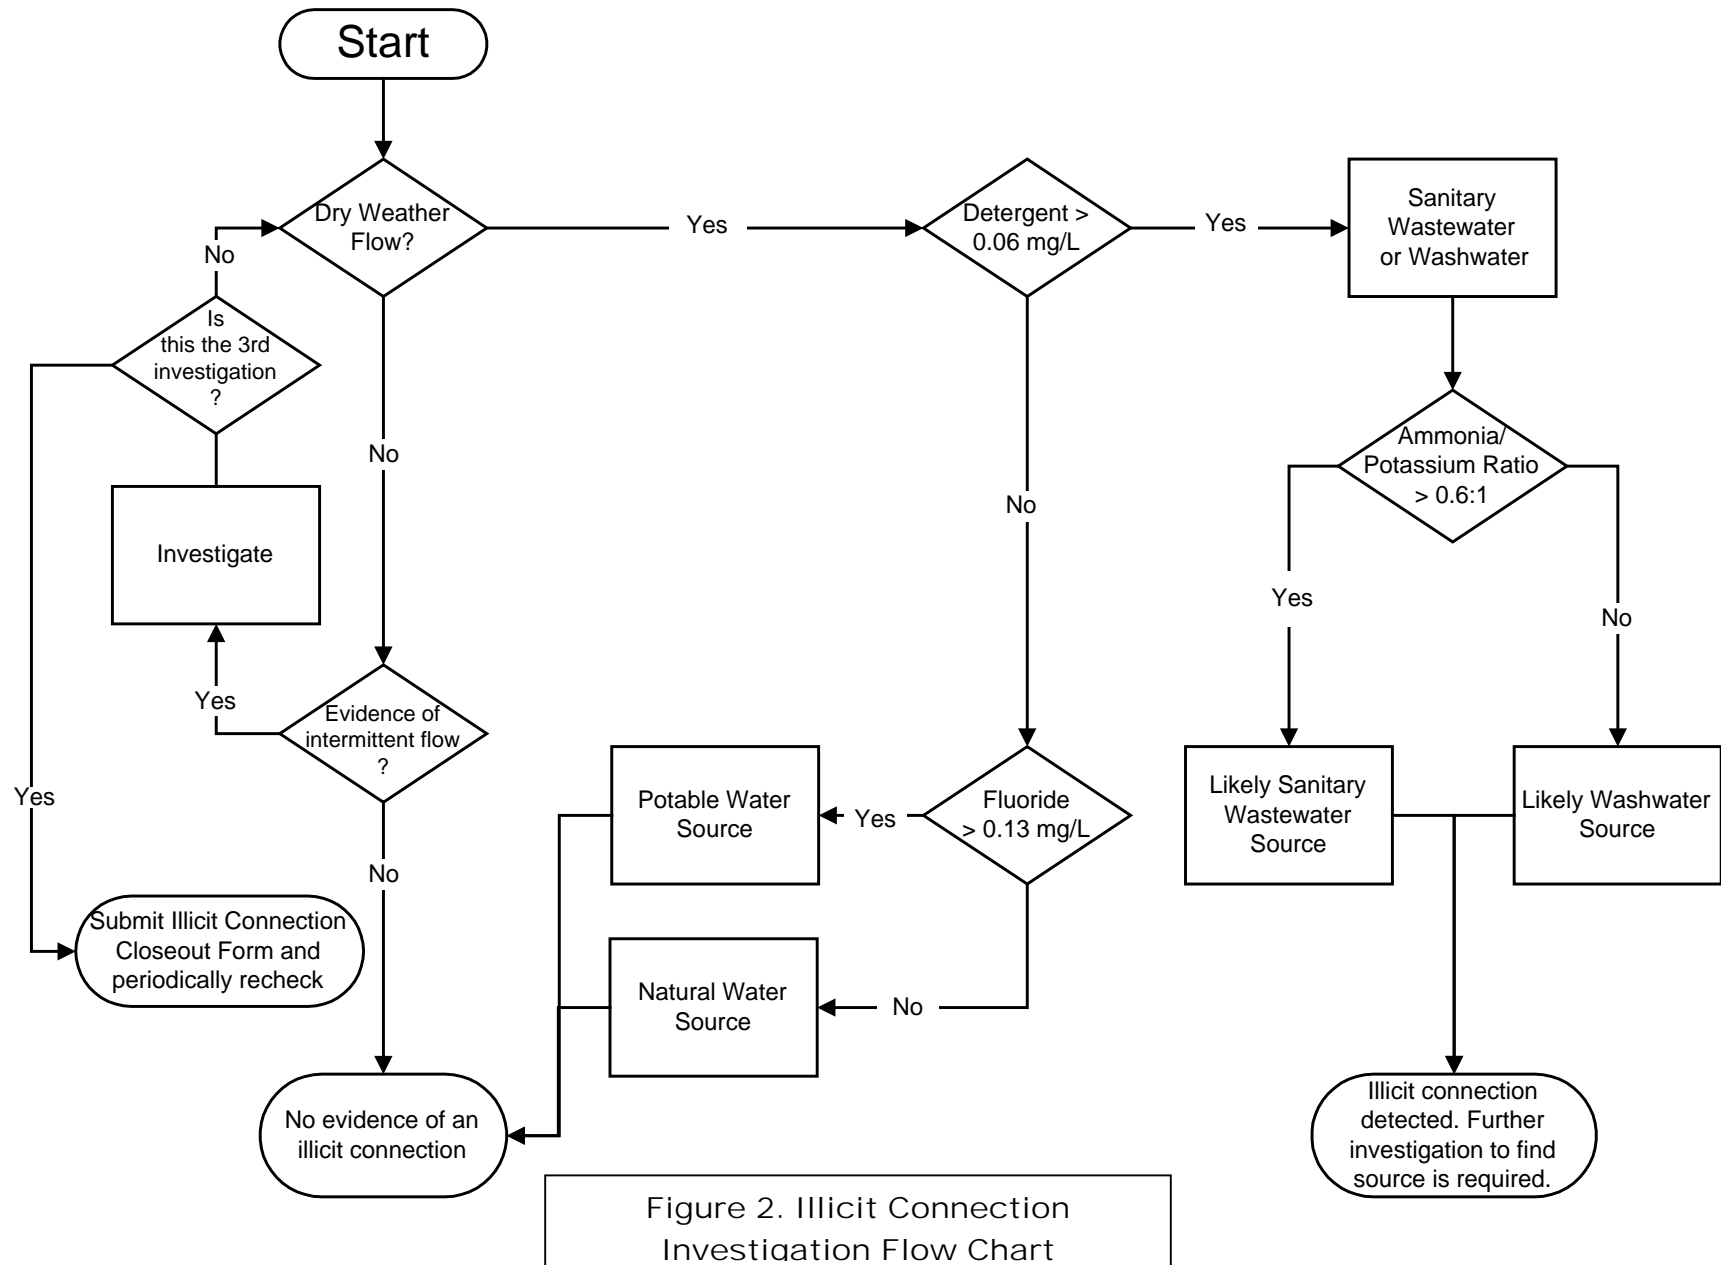 Start
Dry Weather
Flow?
Yes
Detergent >
0.06 mg/L
Yes
Sanitary
Wastewater
or Washwater
No
Is
this the 3rd
investigation
?
No
Ammonia/
Potassium Ratio
> 0.6:1
No
Investigate
Yes
No
Yes
Evidence of
intermittent flow
?
Yes
Potable Water
Source
Yes
Fluoride
> 0.13 mg/L
Likely Sanitary
Wastewater
Source
Likely Washwater
Source
No
Submit Illicit Connection
Closeout Form and
periodically recheck
Natural Water
Source
No
No evidence of an
illicit connection
Illicit connection
detected. Further
investigation to find
source is required.
Figure 2. Illicit Connection
Investigation Flow Chart